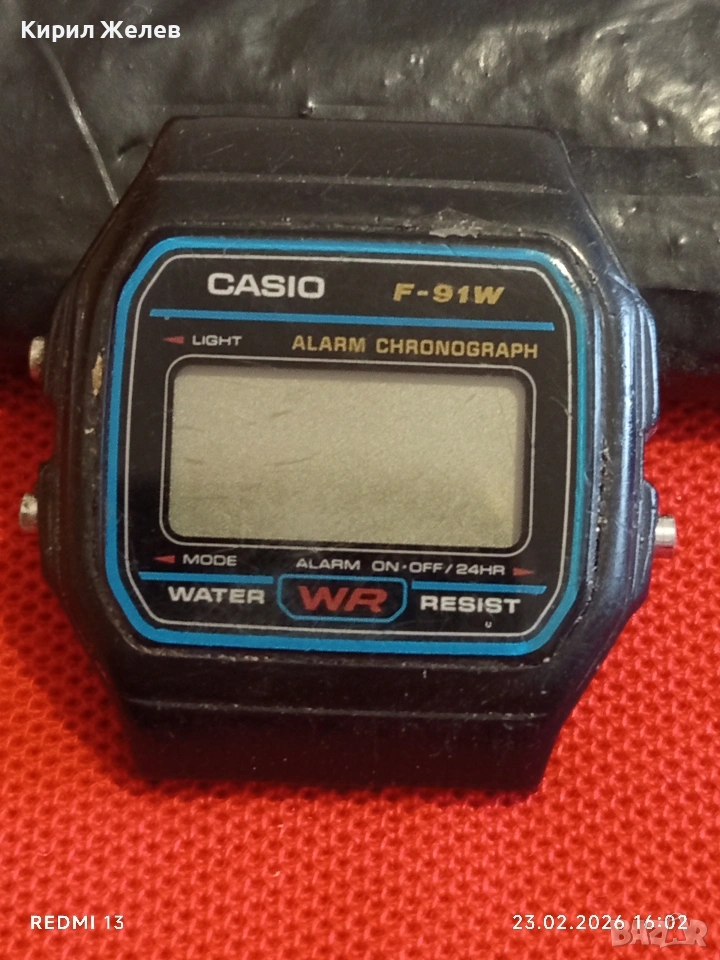 Кирил Желев
CASIO F-91W
LIGHT ALARM CHRONOGRAPH
MODE ALARM ON·OFF/24HR
WATER WR RESIST
U
REDMI 13 23.02.2026 16:02
BAZAR